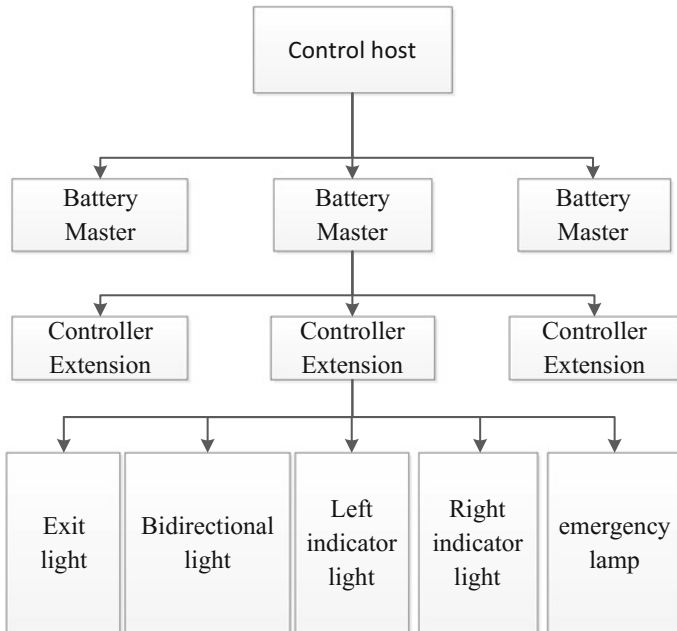 Control host
Battery
Master
Battery
Master
Battery
Master
Controller
Extension
Controller
Extension
Controller
Extension
Exit
light
Bidirectional
light
Left
indicator
light
Right
indicator
light
emergency
lamp